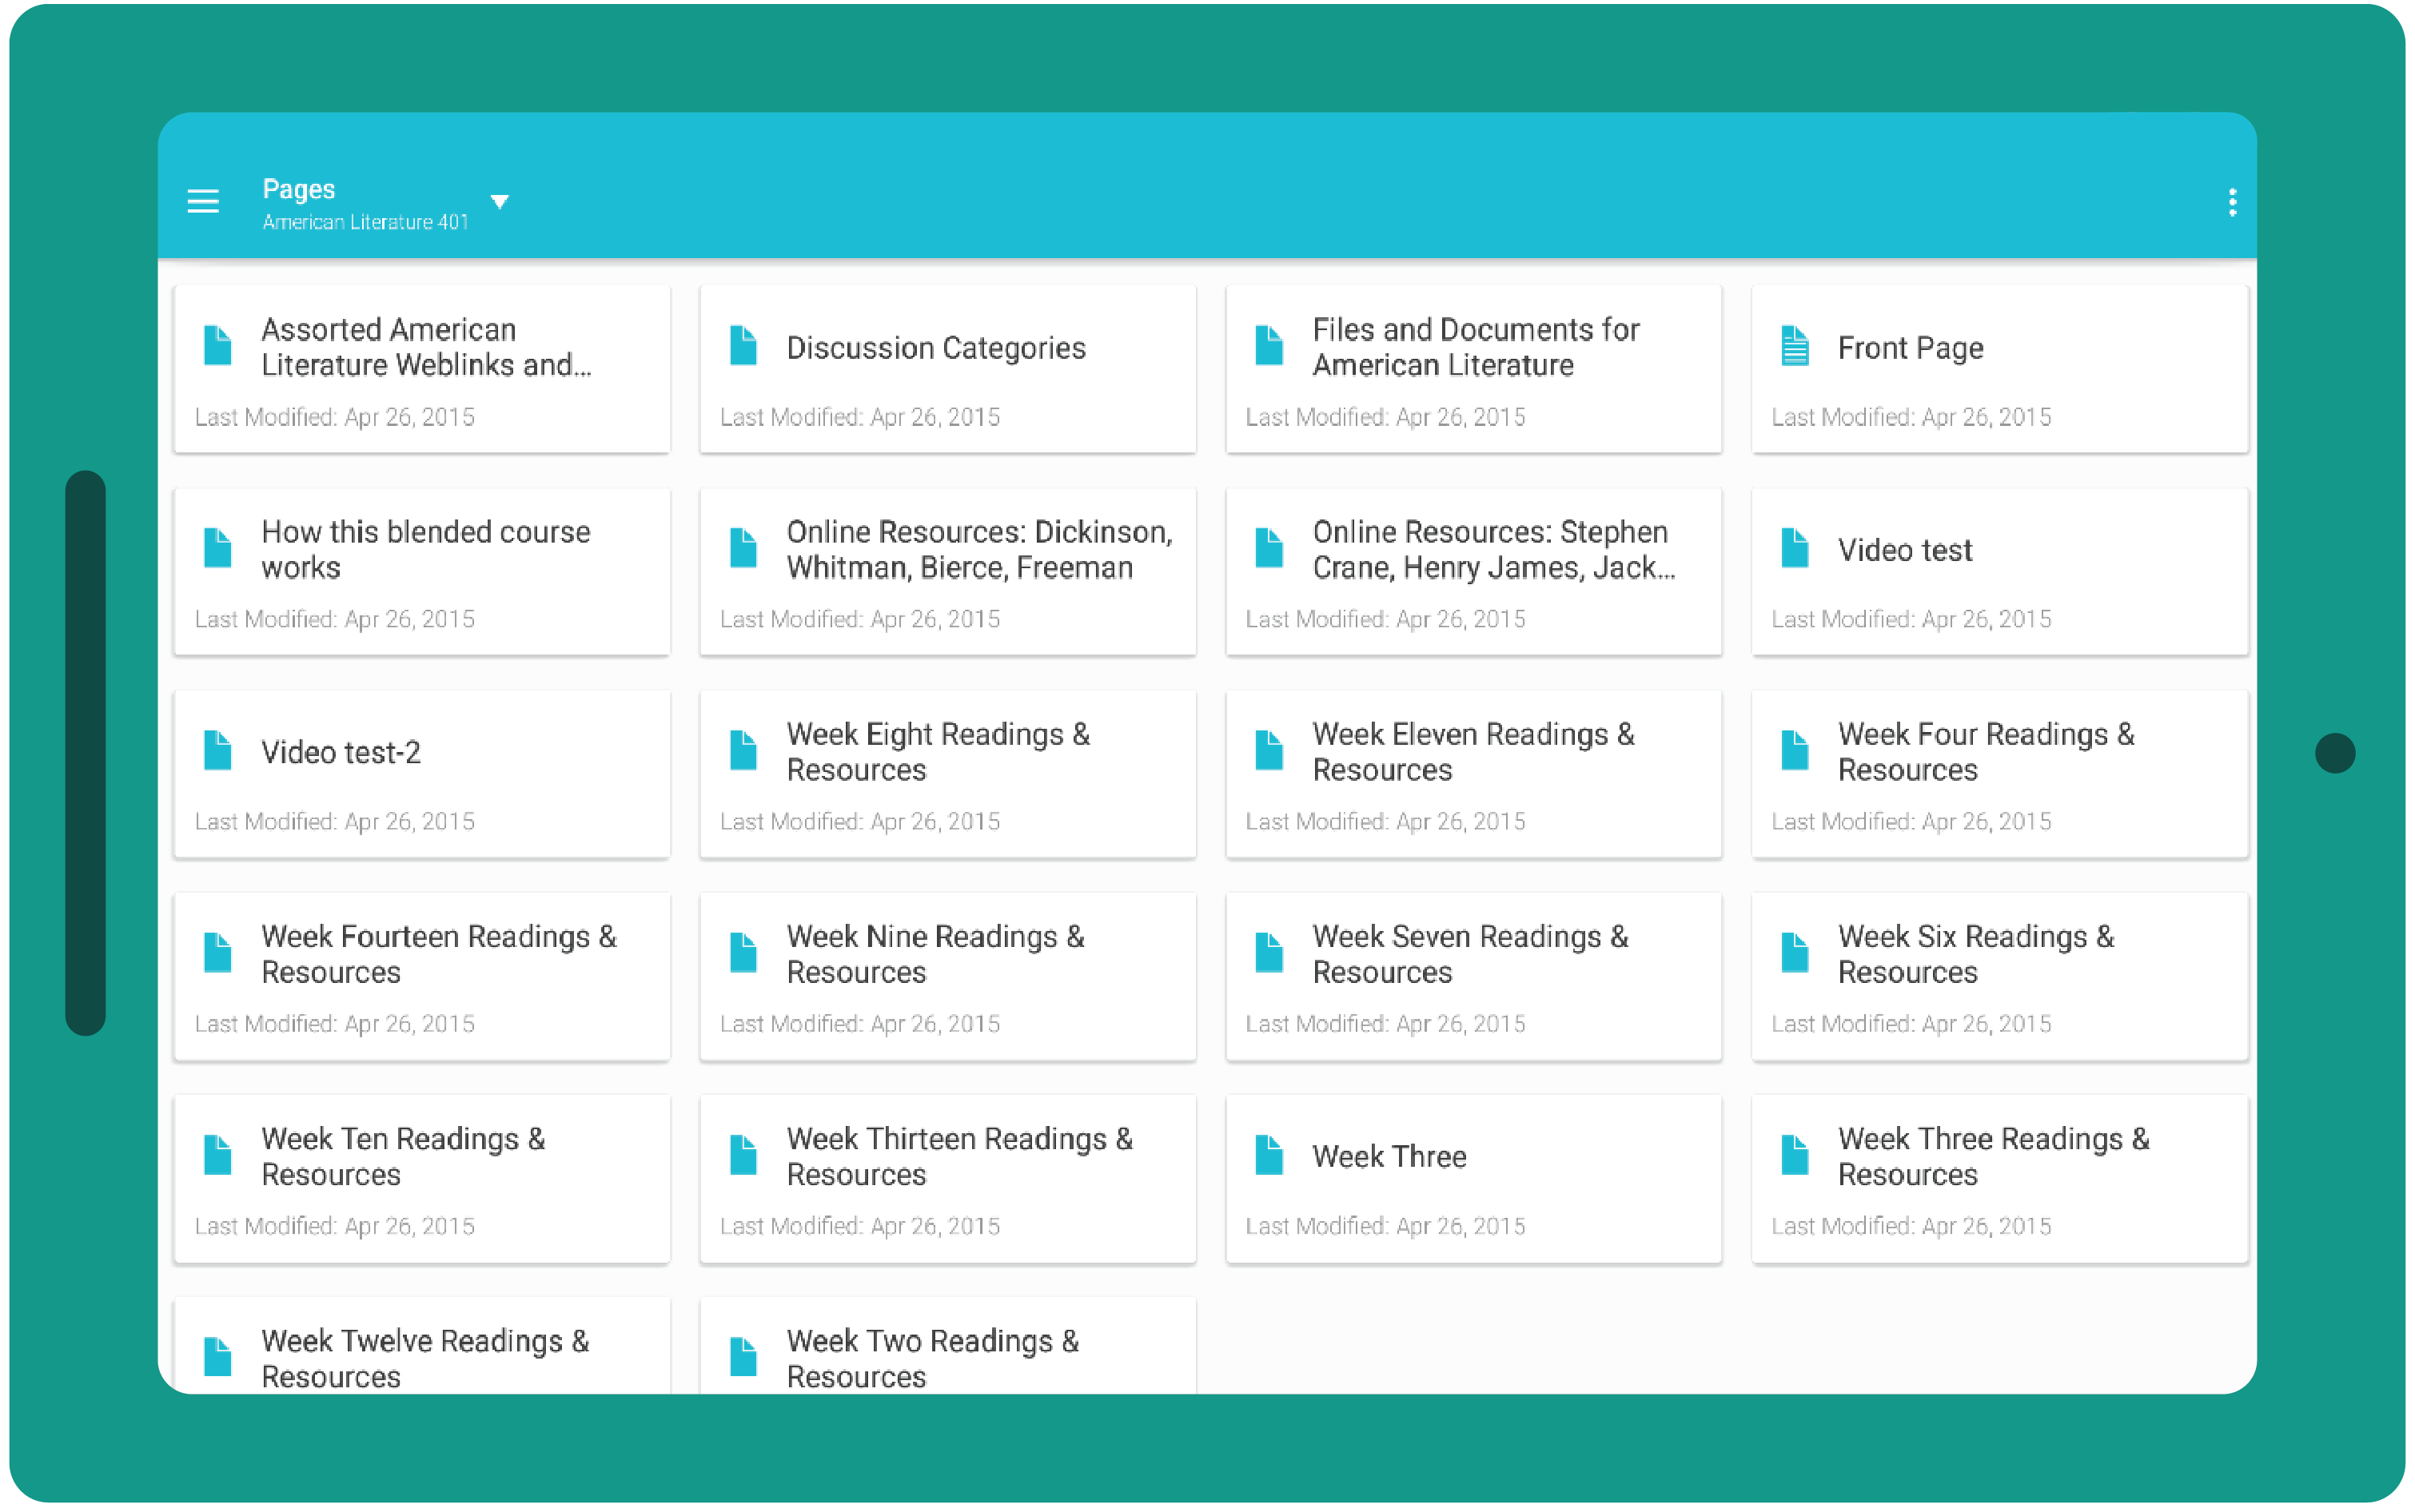 Pages
American Literature 401
Assorted American
Literature Weblinks and...
Last Modified: Apr 26, 2015
Discussion Categories
Last Modified: Apr 26, 2015
Files and Documents for
American Literature
Last Modified: Apr 26, 2015
Front Page
Last Modified: Apr 26, 2015
How this blended course
works
Last Modified: Apr 26, 2015
Online Resources: Dickinson,
Whitman, Bierce, Freeman
Last Modified: Apr 26, 2015
Online Resources: Stephen
Crane, Henry James, Jack...
Last Modified: Apr 26, 2015
Video test
Last Modified: Apr 26, 2015
Video test-2
Last Modified: Apr 26, 2015
Week Eight Readings &
Resources
Last Modified: Apr 26, 2015
Week Eleven Readings &
Resources
Last Modified: Apr 26, 2015
Week Four Readings &
Resources
Last Modified: Apr 26, 2015
Week Fourteen Readings &
Resources
Last Modified: Apr 26, 2015
Week Nine Readings &
Resources
Last Modified: Apr 26, 2015
Week Seven Readings &
Resources
Last Modified: Apr 26, 2015
Week Six Readings &
Resources
Last Modified: Apr 26, 2015
Week Ten Readings &
Resources
Last Modified: Apr 26, 2015
Week Thirteen Readings &
Resources
Last Modified: Apr 26, 2015
Week Three
Last Modified: Apr 26, 2015
Week Three Readings &
Resources
Last Modified: Apr 26, 2015
Week Twelve Readings &
Resources
Week Two Readings &
Resources